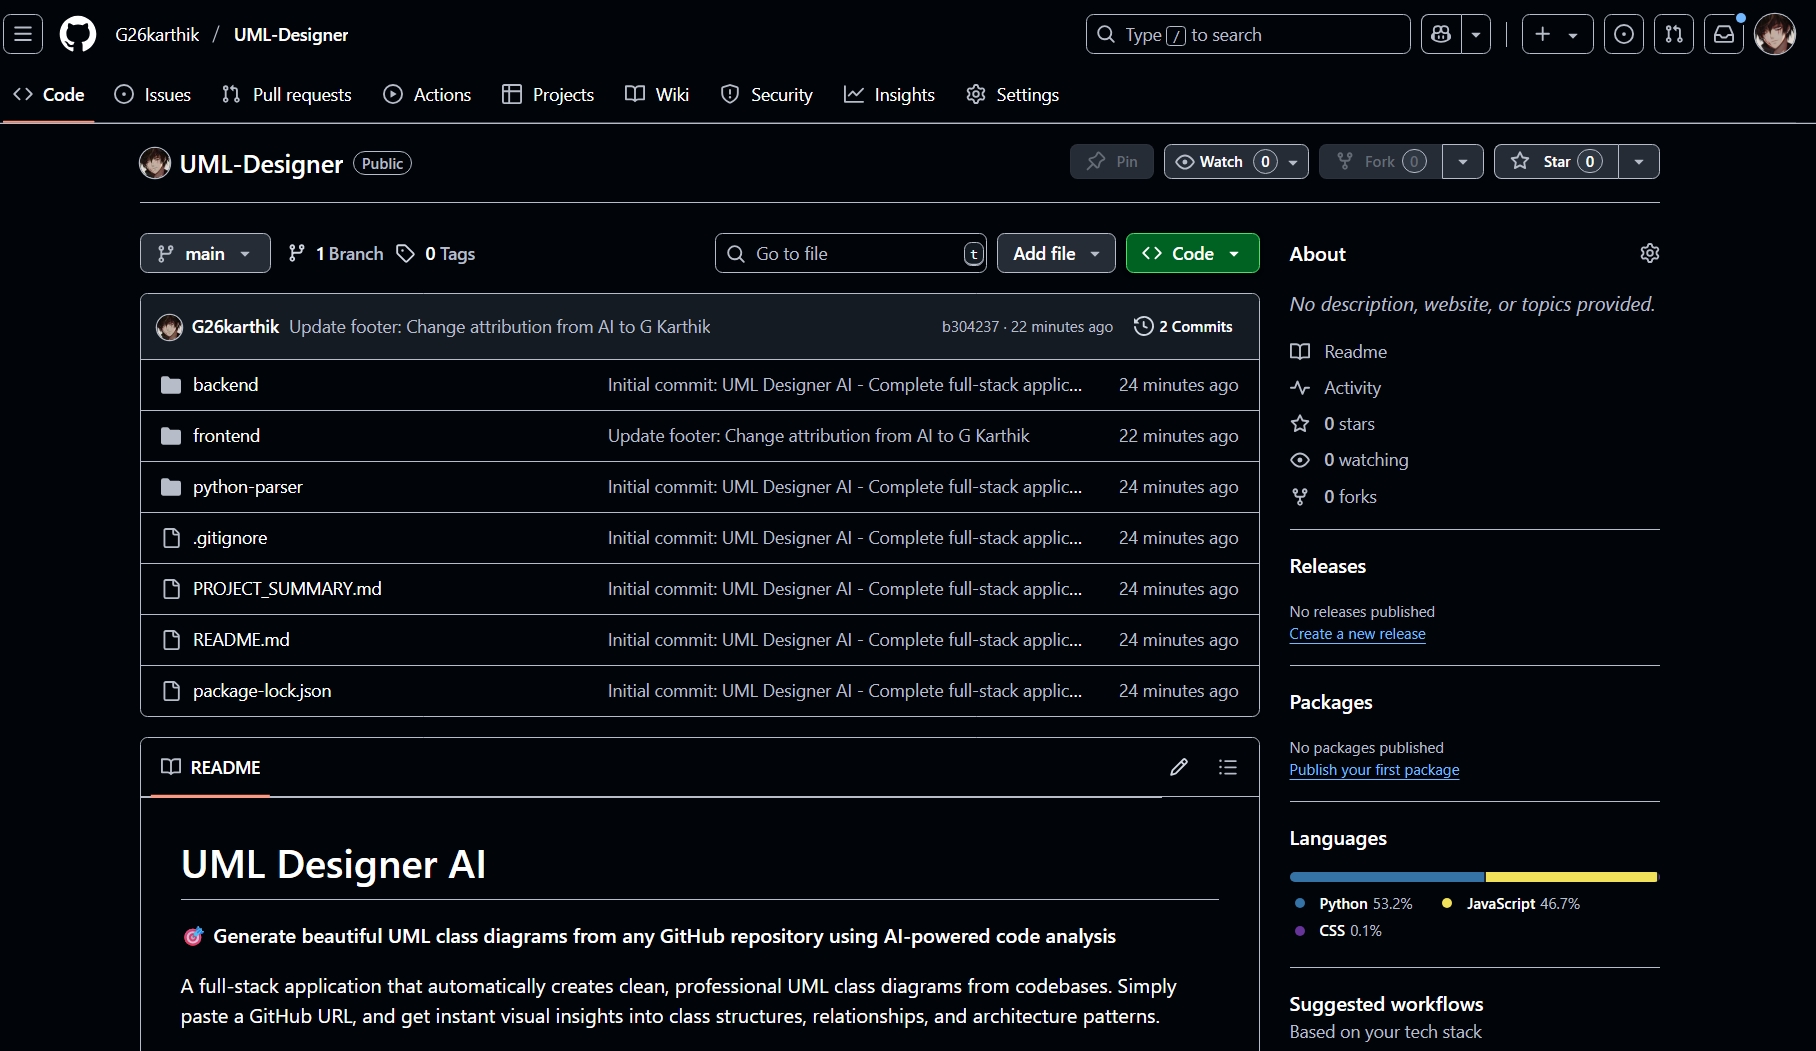 G26karthik / UML-Designer
Type / to search
Code Issues Pull requests Actions Projects Wiki Security Insights Settings
UML-Designer Public
Pin Watch 0 Fork 0 Star 0
main 1 Branch 0 Tags
Go to file t Add file Code
G26karthik Update footer: Change attribution from AI to G Karthik b304237 · 22 minutes ago 2 Commits
backend Initial commit: UML Designer AI - Complete full-stack applic... 24 minutes ago
frontend Update footer: Change attribution from AI to G Karthik 22 minutes ago
python-parser Initial commit: UML Designer AI - Complete full-stack applic... 24 minutes ago
.gitignore Initial commit: UML Designer AI - Complete full-stack applic... 24 minutes ago
PROJECT_SUMMARY.md Initial commit: UML Designer AI - Complete full-stack applic... 24 minutes ago
README.md Initial commit: UML Designer AI - Complete full-stack applic... 24 minutes ago
package-lock.json Initial commit: UML Designer AI - Complete full-stack applic... 24 minutes ago
README
UML Designer AI
🎯 Generate beautiful UML class diagrams from any GitHub repository using AI-powered code analysis
A full-stack application that automatically creates clean, professional UML class diagrams from codebases. Simply
paste a GitHub URL, and get instant visual insights into class structures, relationships, and architecture patterns.
About
No description, website, or topics provided.
Readme
Activity
0 stars
0 watching
0 forks
Releases
No releases published
Create a new release
Packages
No packages published
Publish your first package
Languages
Python 53.2% JavaScript 46.7%
CSS 0.1%
Suggested workflows
Based on your tech stack